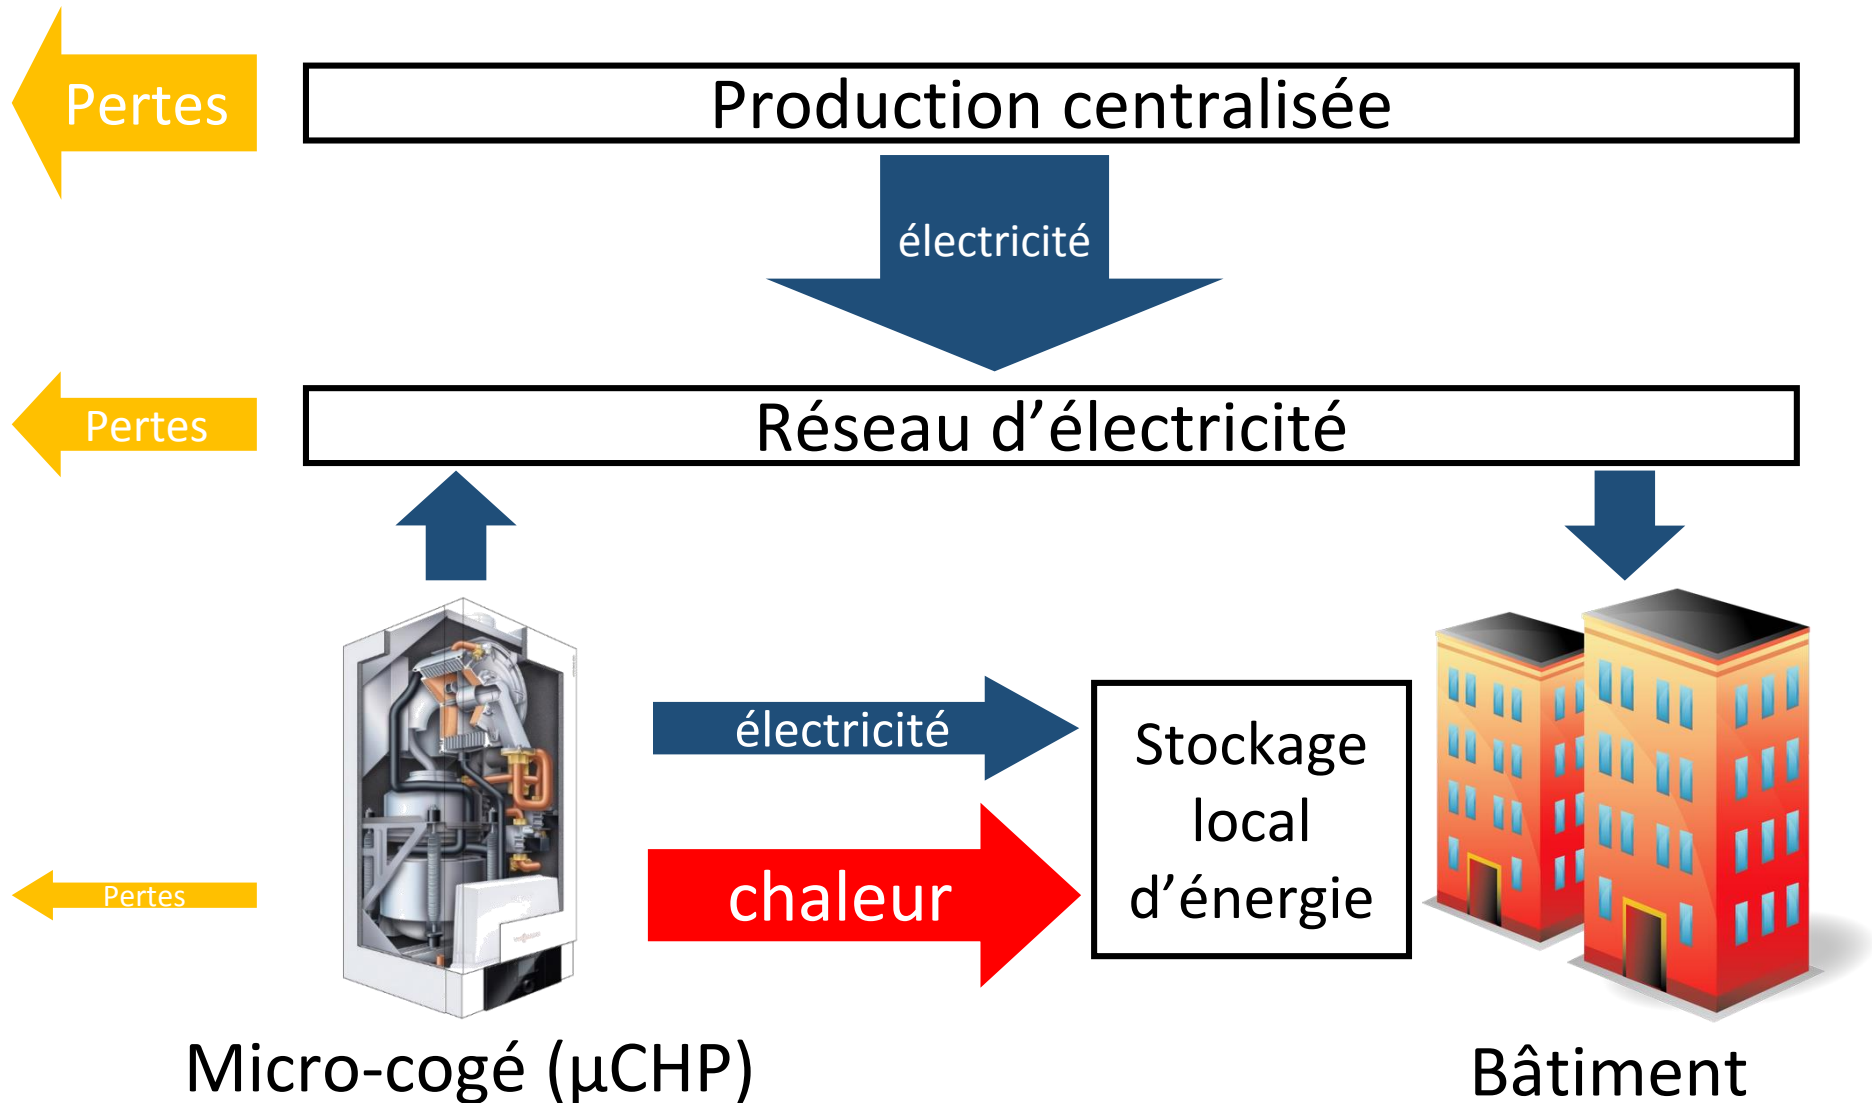 Pertes
Production centralisée
électricité
Pertes
Réseau d’électricité
électricité
Stockage
local
d’énergie
chaleur
Pertes
Micro-cogé (µCHP)
Bâtiment